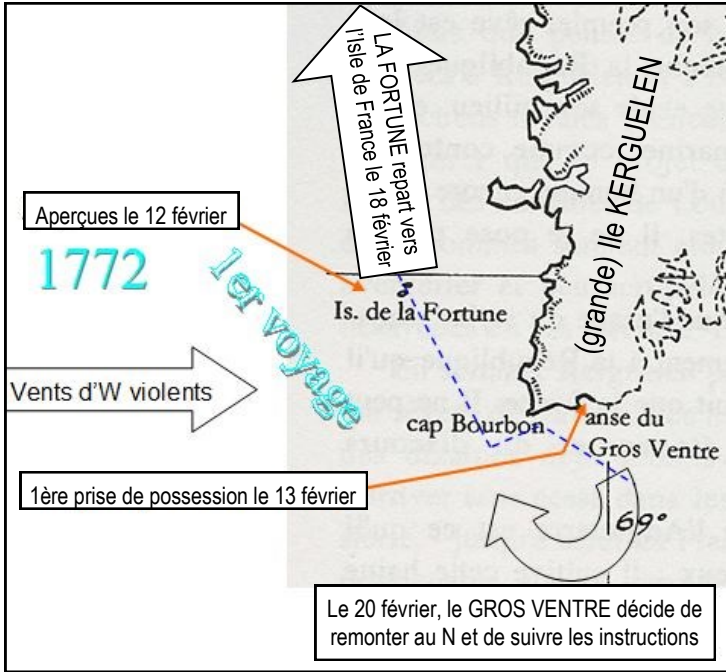 LA FORTUNE repart vers
l'Isle de France le 18 février
(grande) Ile KERGUELEN
Aperçues le 12 février
1772
1er voyage
Is. de la Fortune
Vents d'W violents
cap Bourbon
anse du
Gros Ventre
1ère prise de possession le 13 février
69°
Le 20 février, le GROS VENTRE décide de
remonter au N et de suivre les instructions